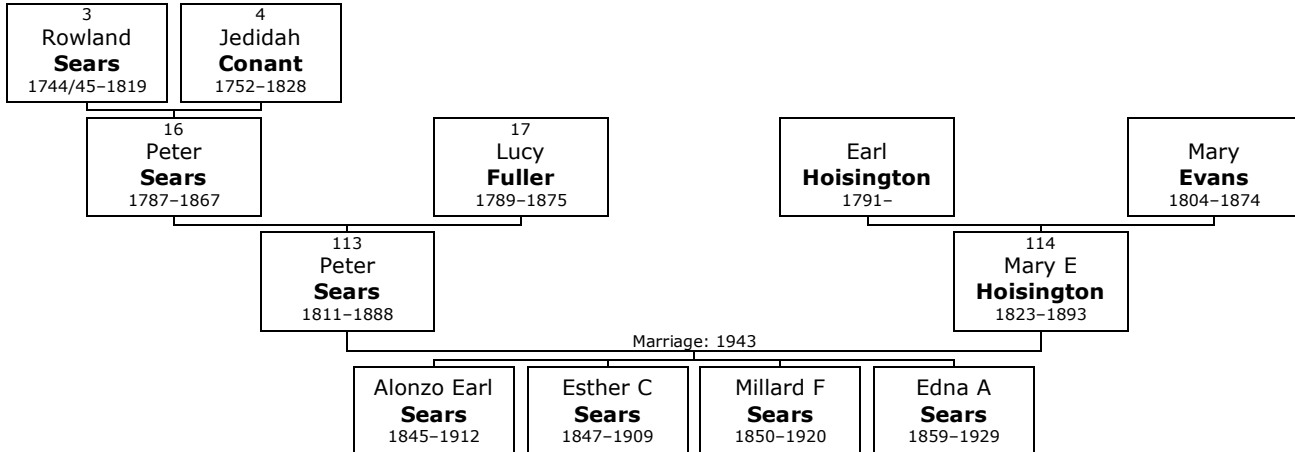 3
Rowland
Sears
1744/45–1819
4
Jedidah
Conant
1752–1828
16
Peter
Sears
1787–1867
17
Lucy
Fuller
1789–1875
Earl
Hoisington
1791–
Mary
Evans
1804–1874
113
Peter
Sears
1811–1888
114
Mary E
Hoisington
1823–1893
Marriage: 1943
Alonzo Earl
Sears
1845–1912
Esther C
Sears
1847–1909
Millard F
Sears
1850–1920
Edna A
Sears
1859–1929